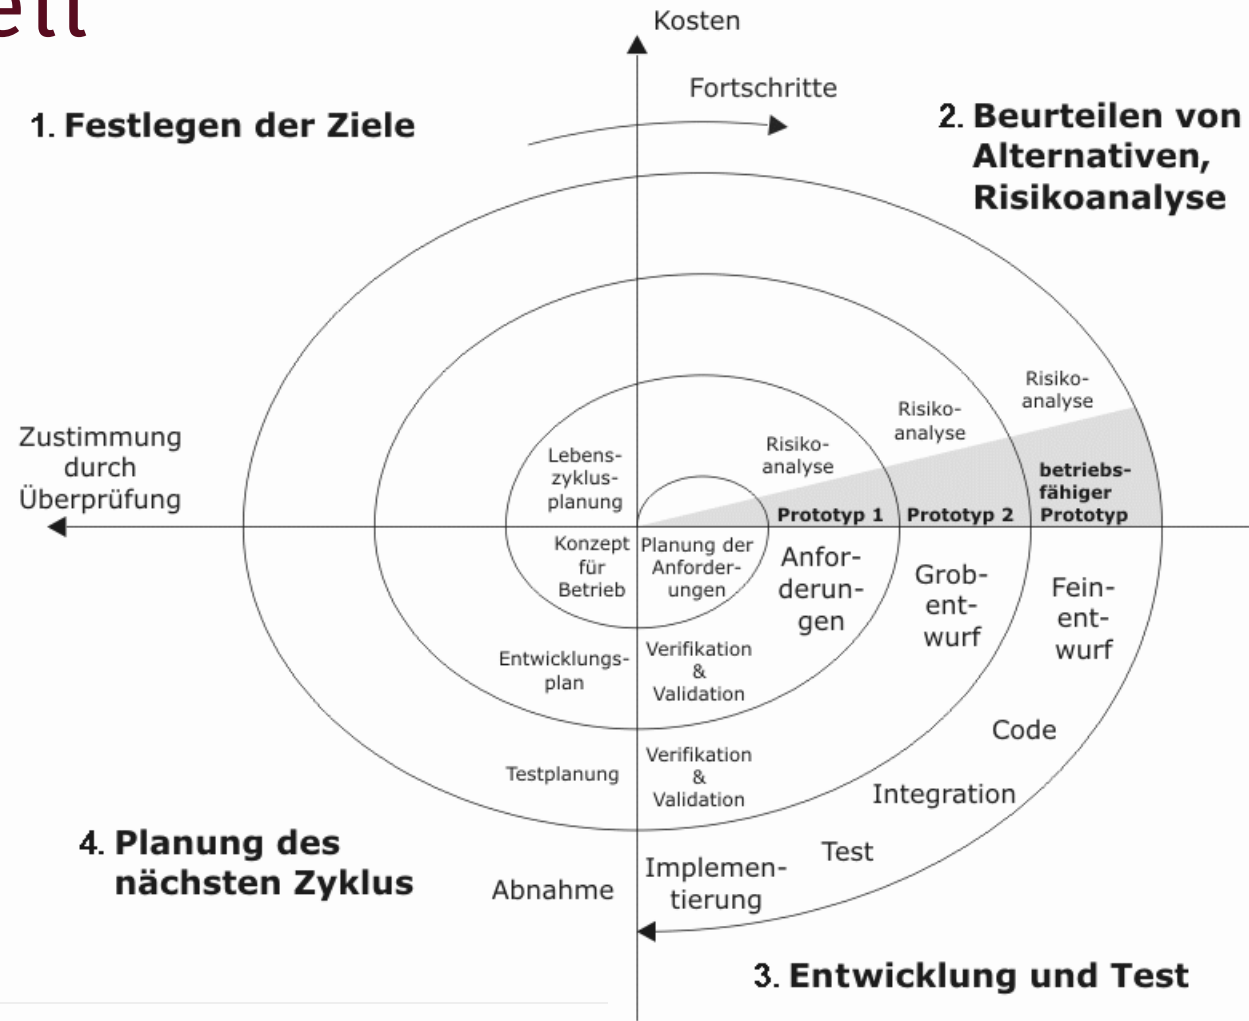 ell
Kosten
Fortschritte
1. Festlegen der Ziele
2. Beurteilen von
Alternativen,
Risikoanalyse
Zustimmung
durch
Überprüfung
Lebens-
zyklus-
planung
Risiko-
analyse
Risiko-
analyse
Risiko-
analyse
Prototyp 1
Prototyp 2
betriebs-
fähiger
Prototyp
Konzept
für
Betrieb
Planung der
Anforder-
ungen
Anfor-
derun-
gen
Grob-
ent-
wurf
Fein-
ent-
wurf
Entwicklungs-
plan
Verifikation
&
Validation
Code
Testplanung
Verifikation
&
Validation
Integration
Test
4. Planung des
nächsten Zyklus
Abnahme
Implemen-
tierung
3. Entwicklung und Test